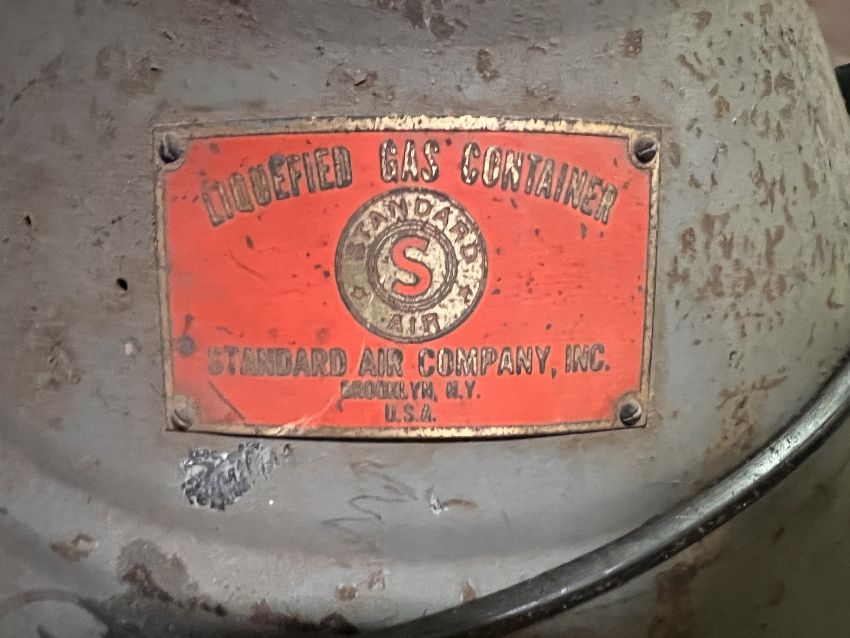 LIQUEFIED GAS CONTAINER
STANDARD
S
AIR
STANDARD AIR COMPANY, INC.
BROOKLYN, N.Y.
U.S.A.